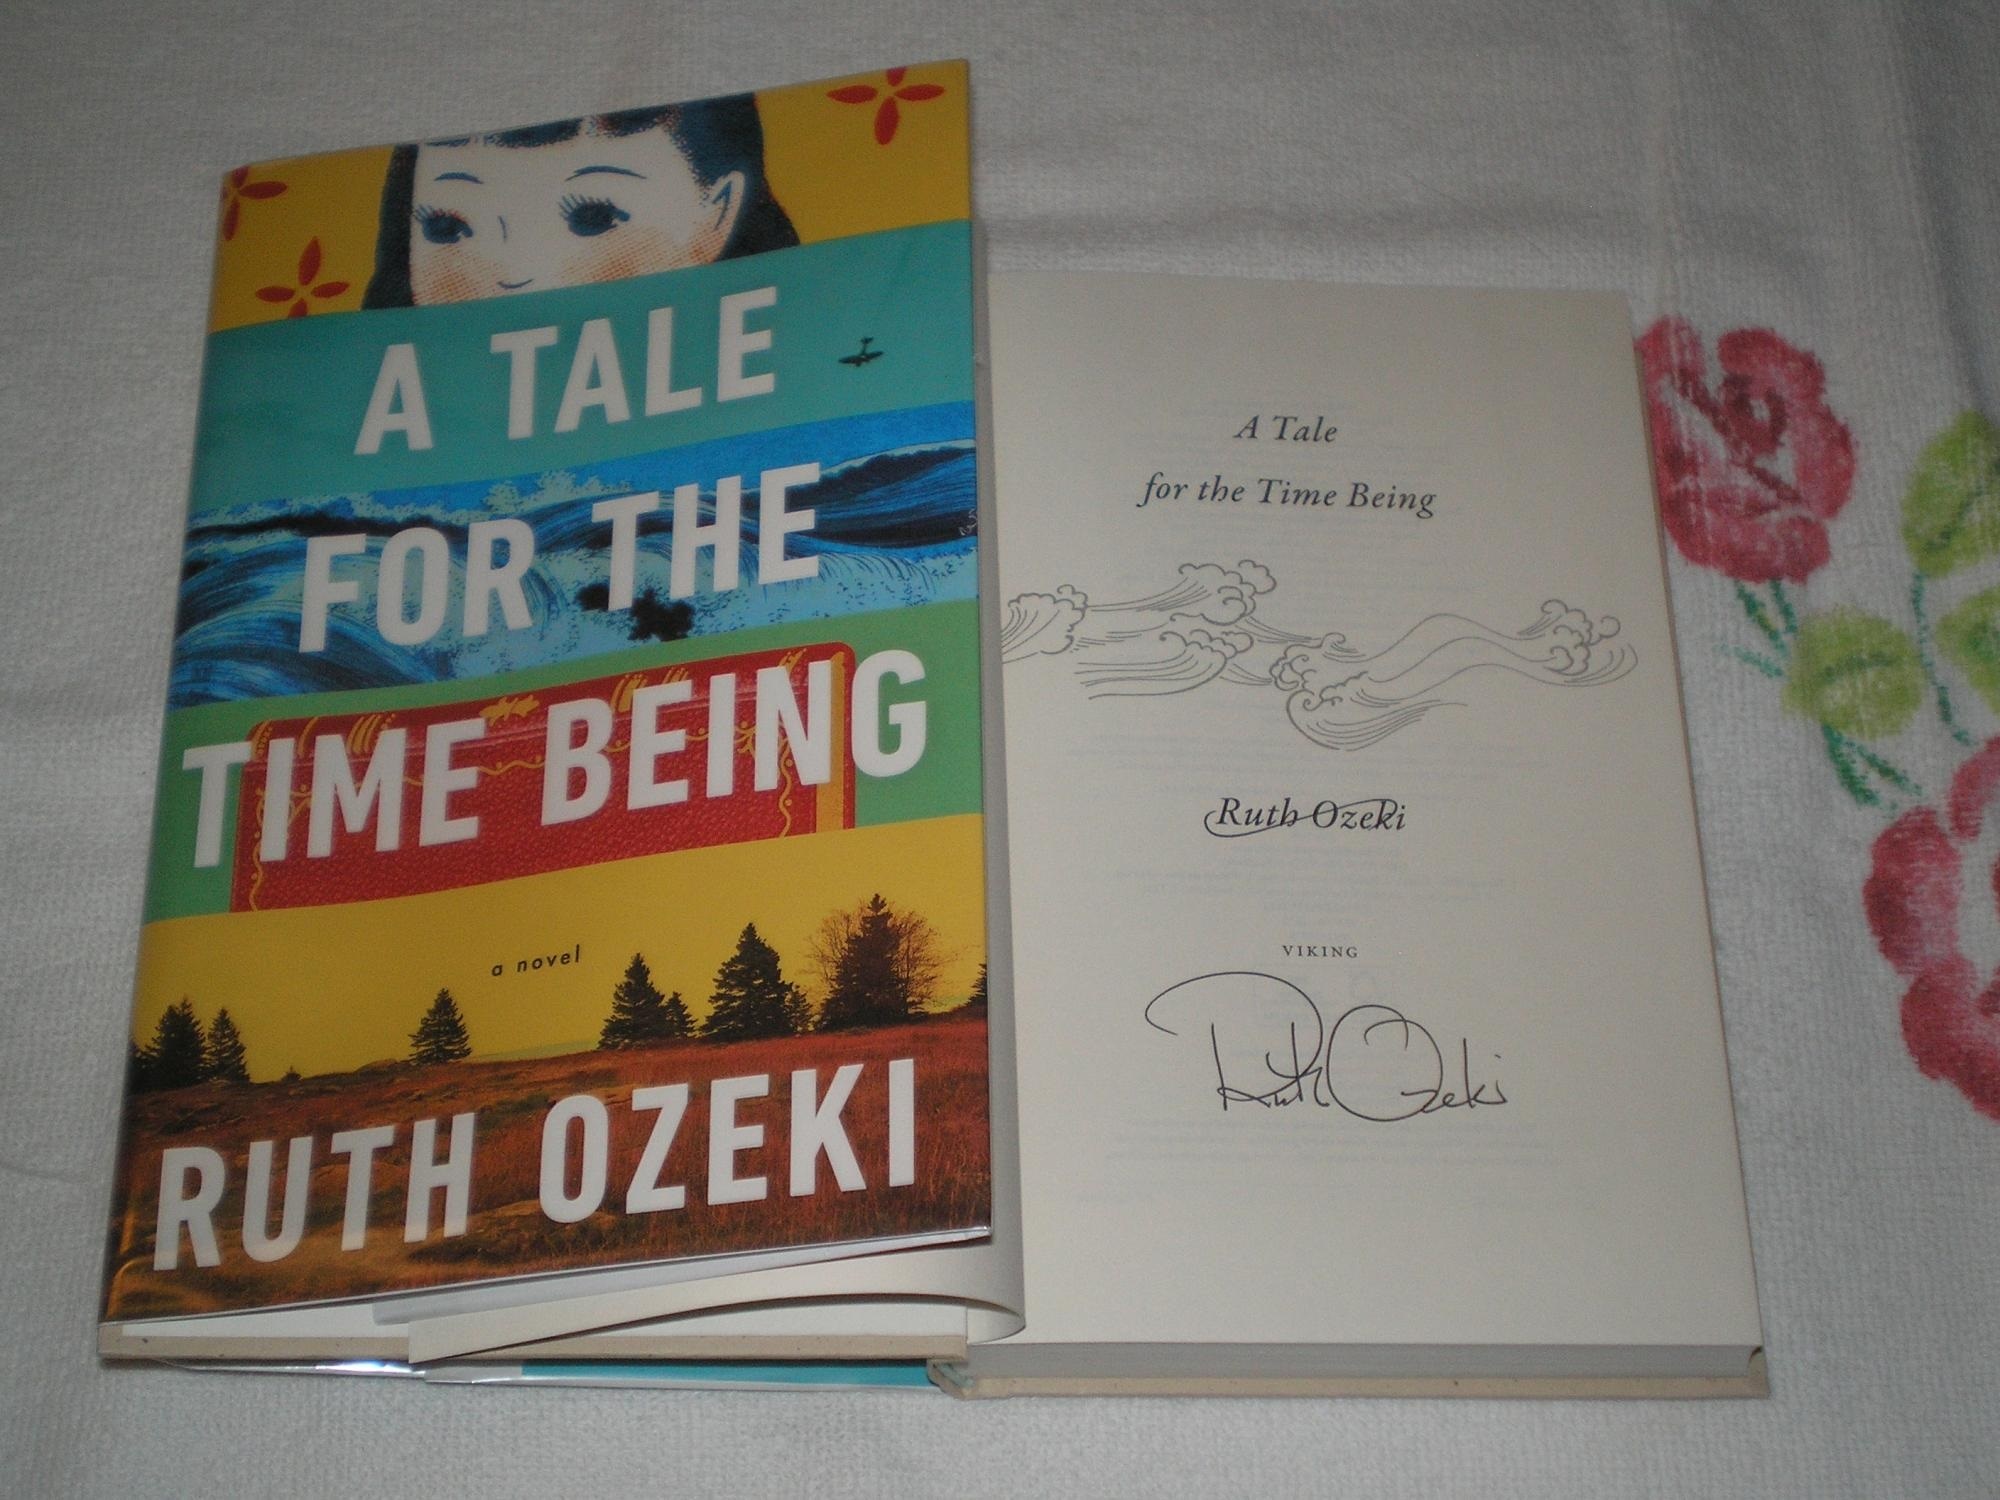 A TALE
FOR THE
TIME BEING
a novel
RUTH OZEKI
A Tale
for the Time Being
Ruth Ozeki
VIKING
Ruth Ozeki